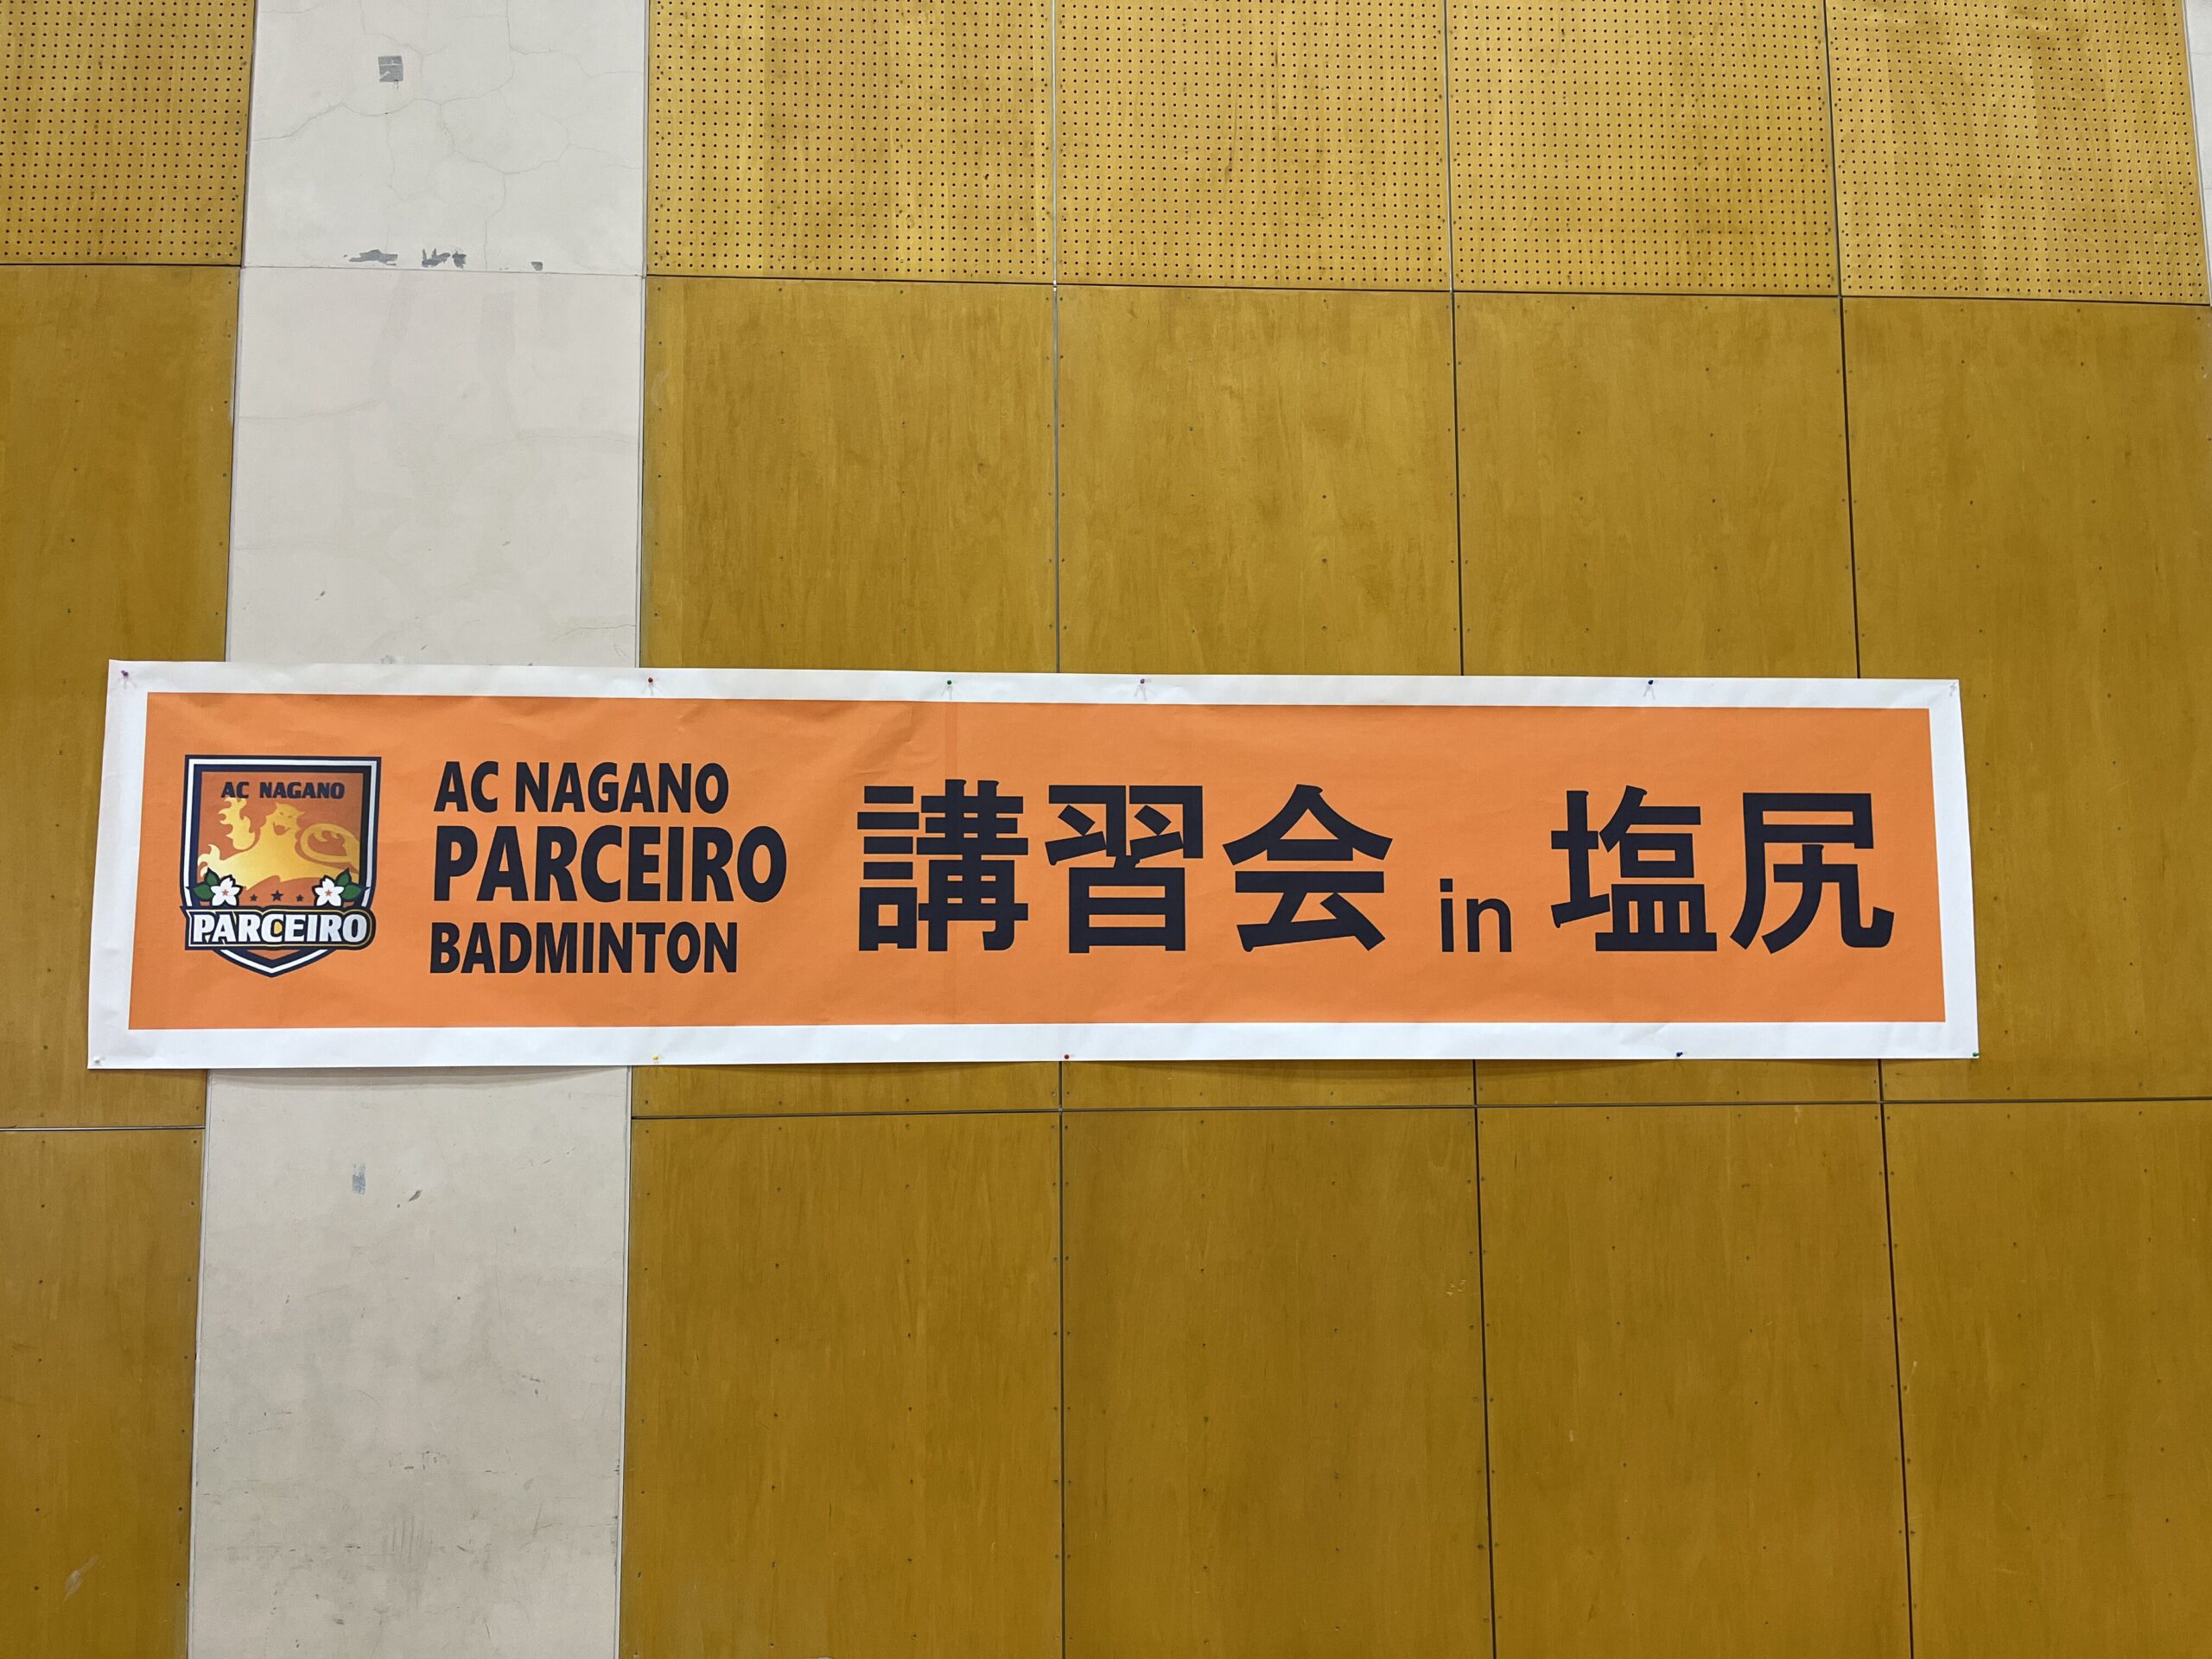 AC NAGANO
PARCEIRO
AC NAGANO
PARCEIRO
BADMINTON
講習会 in 塩尻